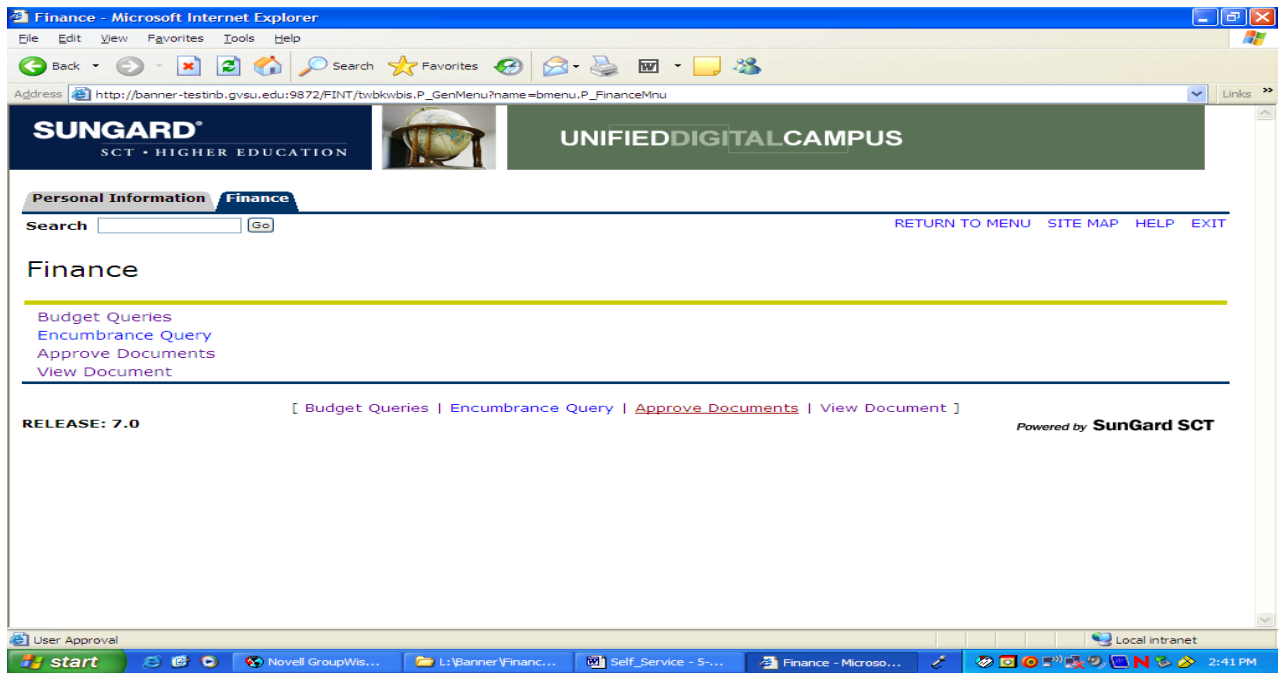 Finance - Microsoft Internet Explorer
File Edit View Favorites Tools Help
Back Search Favorites
Address http://banner-testinb.gvsu.edu:9872/FINT/twbkwbis.P_GenMenu?name=bmenu.P_FinanceMnu Links »
SUNGARD®
SCT • HIGHER EDUCATION
UNIFIEDDIGITALCAMPUS
Personal Information Finance
Search Go RETURN TO MENU SITE MAP HELP EXIT
Finance
Budget Queries
Encumbrance Query
Approve Documents
View Document
[ Budget Queries | Encumbrance Query | Approve Documents | View Document ]
RELEASE: 7.0 Powered by SunGard SCT
User Approval Local intranet
start Novell GroupWis... L:\Banner\Financ... Self_Service - 5-... Finance - Microso... 2:41 PM